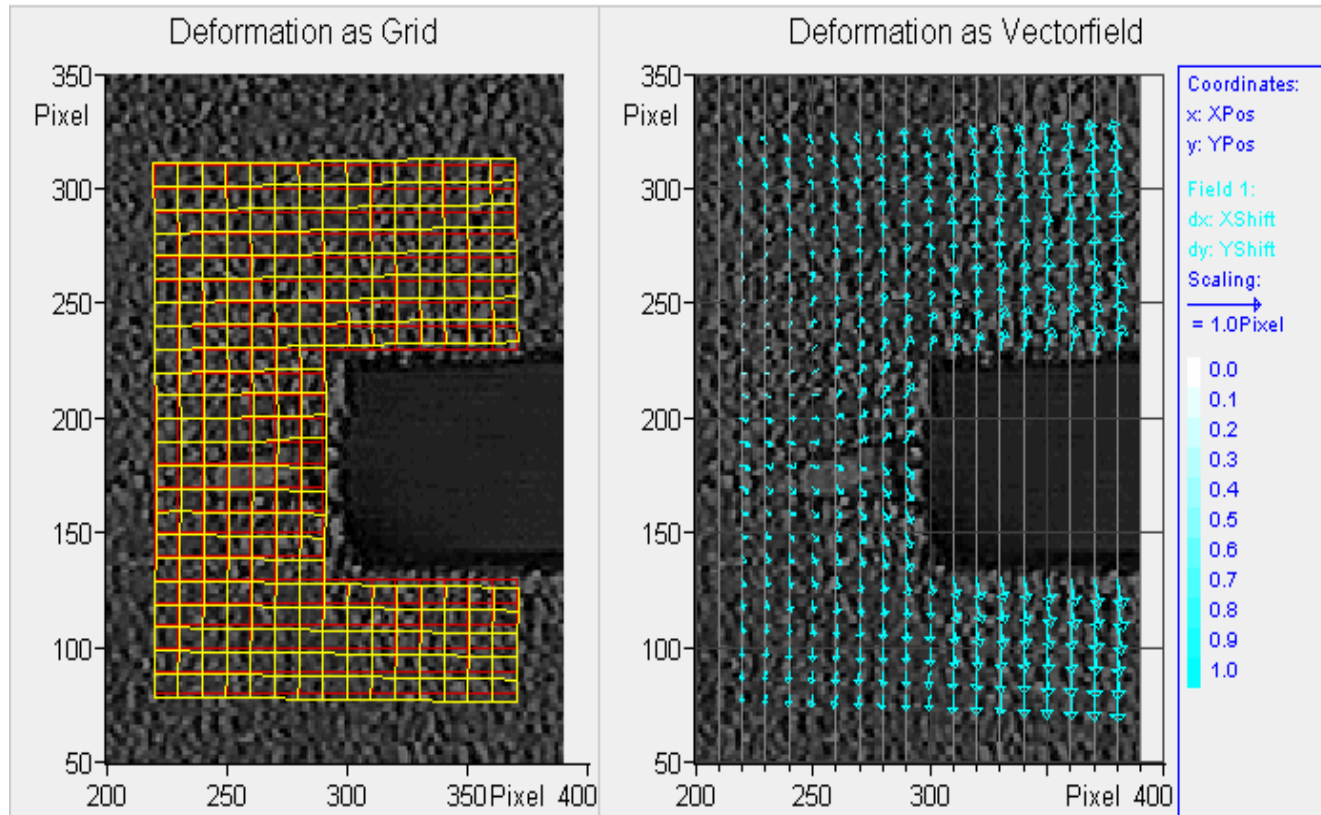 Deformation as Grid
350
Pixel
300
250
200
150
100
50
200
250
300
350Pixel 400
Deformation as Vectorfield
350
Pixel
300
250
200
150
100
50
200
260
300
Pixel 400
Coordinates:
x: XPos
y: YPos
Field 1:
dx: XShift
dy: YShift
Scaling:
= 1.0Pixel
0.0
0.1
0.2
0.3
0.4
0.5
0.6
0.7
0.8
0.9
1.0